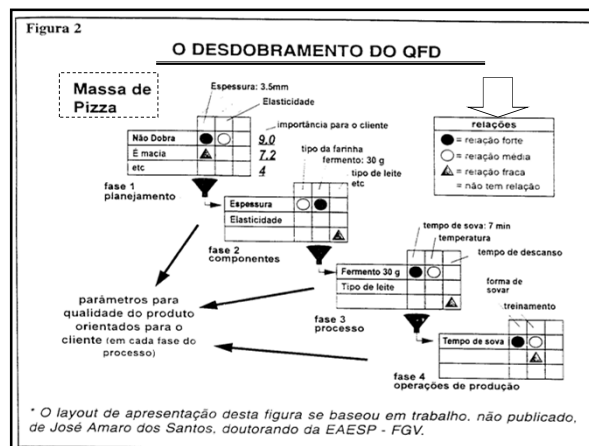 Figura 2
O DESDOBRAMENTO DO QFD
Massa de
Pizza
Espessura: 3.5mm
Elasticidade
importância para o cliente
Não Dobra
9.0
É macia
7.2
etc
4
fase 1
planejamento
relações
= relação forte
= relação média
= relação fraca
= não tem relação
tipo da farinha
fermento: 30 g
tipo de leite
etc
Espessura
Elasticidade
fase 2
componentes
tempo de sova: 7 min
temperatura
tempo de descanso
Fermento 30 g
Tipo de leite
fase 3
processo
forma de
sovar
treinamento
Tempo de sova
fase 4
operações de produção
parâmetros para
qualidade do produto
orientados para o
cliente (em cada fase do
processo)
* O layout de apresentação desta figura se baseou em trabalho, não publicado,
de José Amaro dos Santos, doutorando da EAESP - FGV.